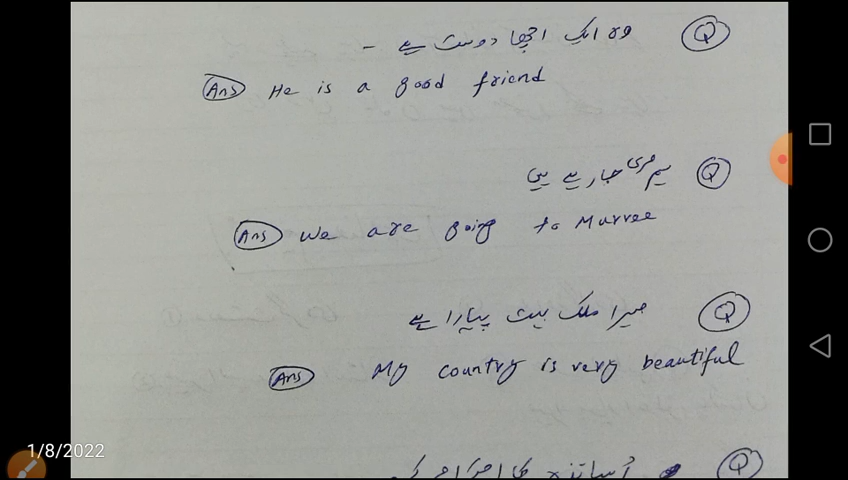 Q وہ ایک اچھا دوست ہے -
Ans He is a good friend
Q ہم مری جا رہے ہیں
Ans We are going to Murree
Q میرا ملک بہت پیارا ہے
Ans My country is very beautiful
Q
1/8/2022